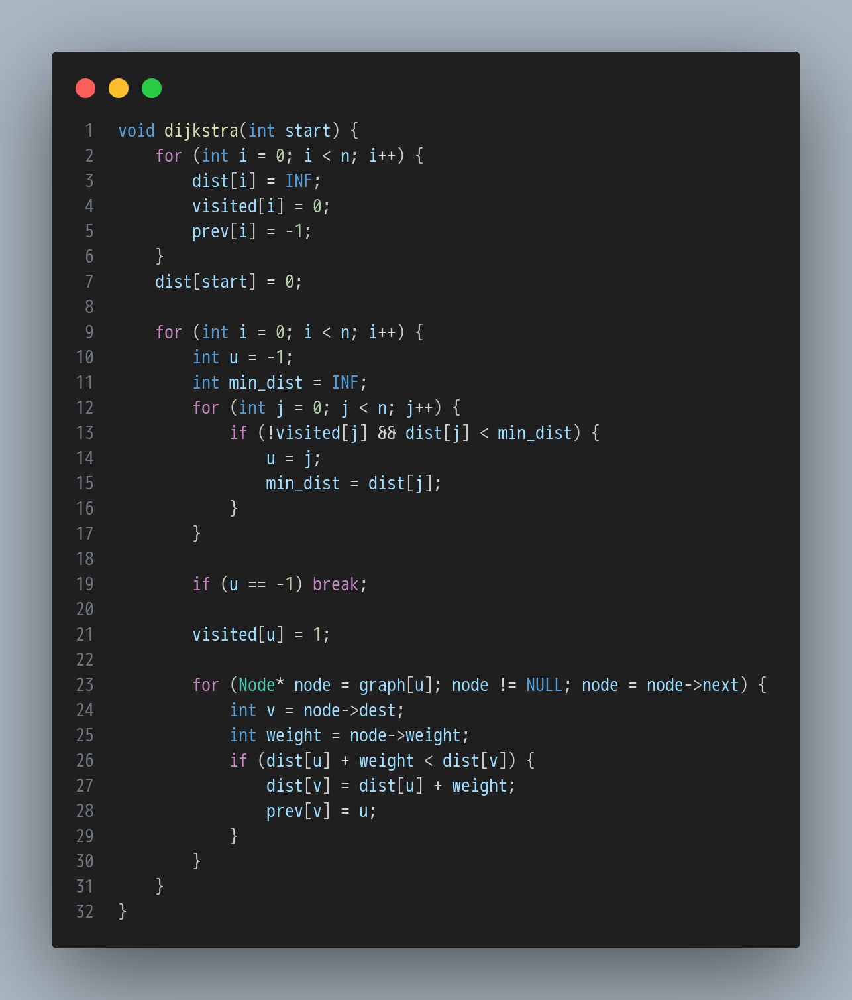 1 void dijkstra(int start) {
2     for (int i = 0; i < n; i++) {
3         dist[i] = INF;
4         visited[i] = 0;
5         prev[i] = -1;
6     }
7     dist[start] = 0;
8
9     for (int i = 0; i < n; i++) {
10         int u = -1;
11         int min_dist = INF;
12         for (int j = 0; j < n; j++) {
13             if (!visited[j] && dist[j] < min_dist) {
14                 u = j;
15                 min_dist = dist[j];
16             }
17         }
18
19         if (u == -1) break;
20
21         visited[u] = 1;
22
23         for (Node* node = graph[u]; node != NULL; node = node->next) {
24             int v = node->dest;
25             int weight = node->weight;
26             if (dist[u] + weight < dist[v]) {
27                 dist[v] = dist[u] + weight;
28                 prev[v] = u;
29             }
30         }
31     }
32 }